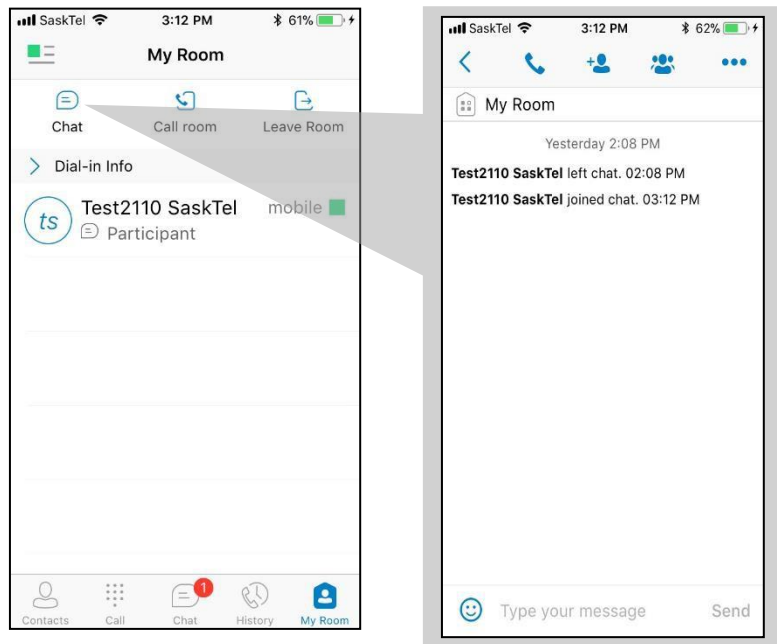 SaskTel 3:12 PM 61%
My Room
Chat Call room Leave Room
Dial-in Info
ts Test2110 SaskTel mobile
Participant
1
Contacts Call Chat History My Room
SaskTel 3:12 PM 62%
My Room
Yesterday 2:08 PM
Test2110 SaskTel left chat. 02:08 PM
Test2110 SaskTel joined chat. 03:12 PM
Type your message Send